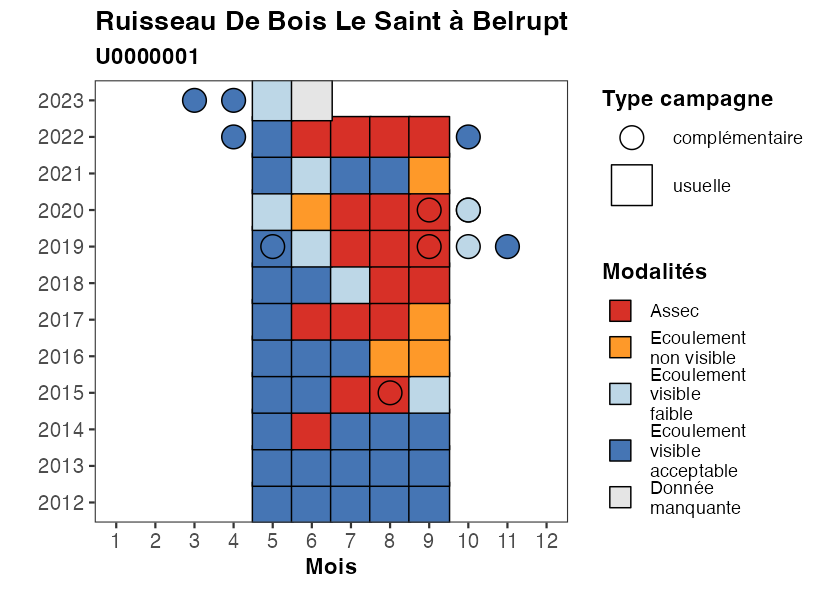 Ruisseau De Bois Le Saint à Belrupt
U0000001
2023
2022
2021
2020
2019
2018
2017
2016
2015
2014
2013
2012
1 2 3 4 5 6 7 8 9 10 11 12
Mois
Type campagne
complémentaire
usuelle
Modalités
Assec
Ecoulement
non visible
Ecoulement
visible
faible
Ecoulement
visible
acceptable
Donnée
manquante